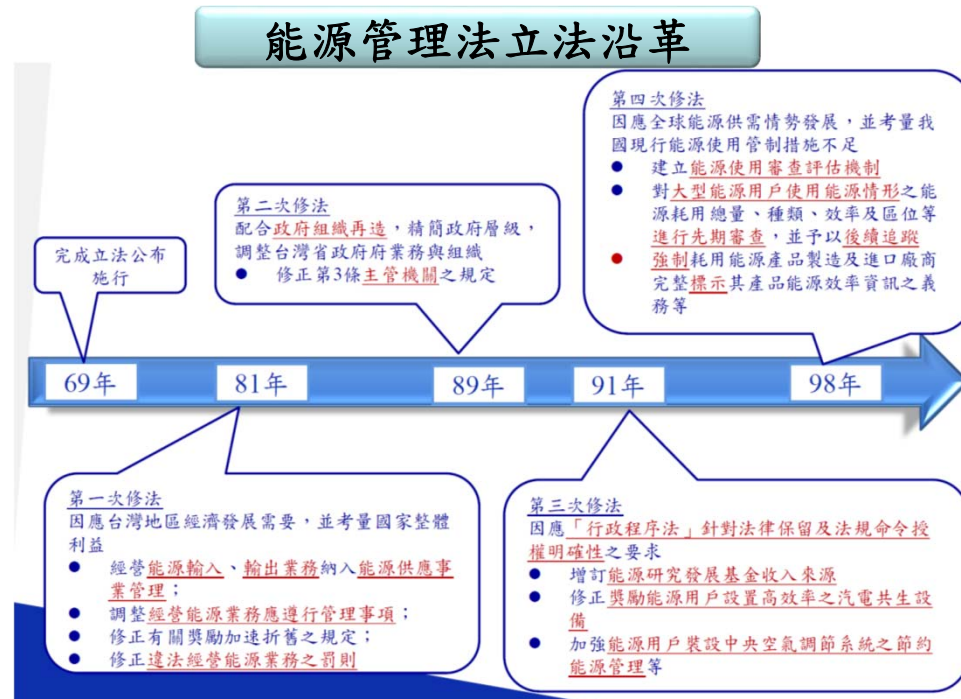 能源管理法立法沿革
完成立法公布
施行
第二次修法
配合政府組織再造，精簡政府層級，
調整台灣省政府府業務與組織
● 修正第3條主管機關之規定
第四次修法
因應全球能源供需情勢發展，並考量我
國現行能源使用管制措施不足
● 建立能源使用審查評估機制
● 對大型能源用戶使用能源情形之能
源耗用總量、種類、效率及區位等
進行先期審查，並予以後續追蹤
● 強制耗用能源產品製造及進口廠商
完整標示其產品能源效率資訊之義
務等
69年
81年
89年
91年
98年
第一次修法
因應台灣地區經濟發展需要，並考量國家整體
利益
● 經營能源輸入、輸出業務納入能源供應事
業管理；
● 調整經營能源業務應遵行管理事項；
● 修正有關獎勵加速折舊之規定；
● 修正違法經營能源業務之罰則
第三次修法
因應「行政程序法」針對法律保留及法規命令授
權明確性之要求
● 增訂能源研究發展基金收入來源
● 修正獎勵能源用戶設置高效率之汽電共生設
備
● 加強能源用戶裝設中央空氣調節系統之節約
能源管理等